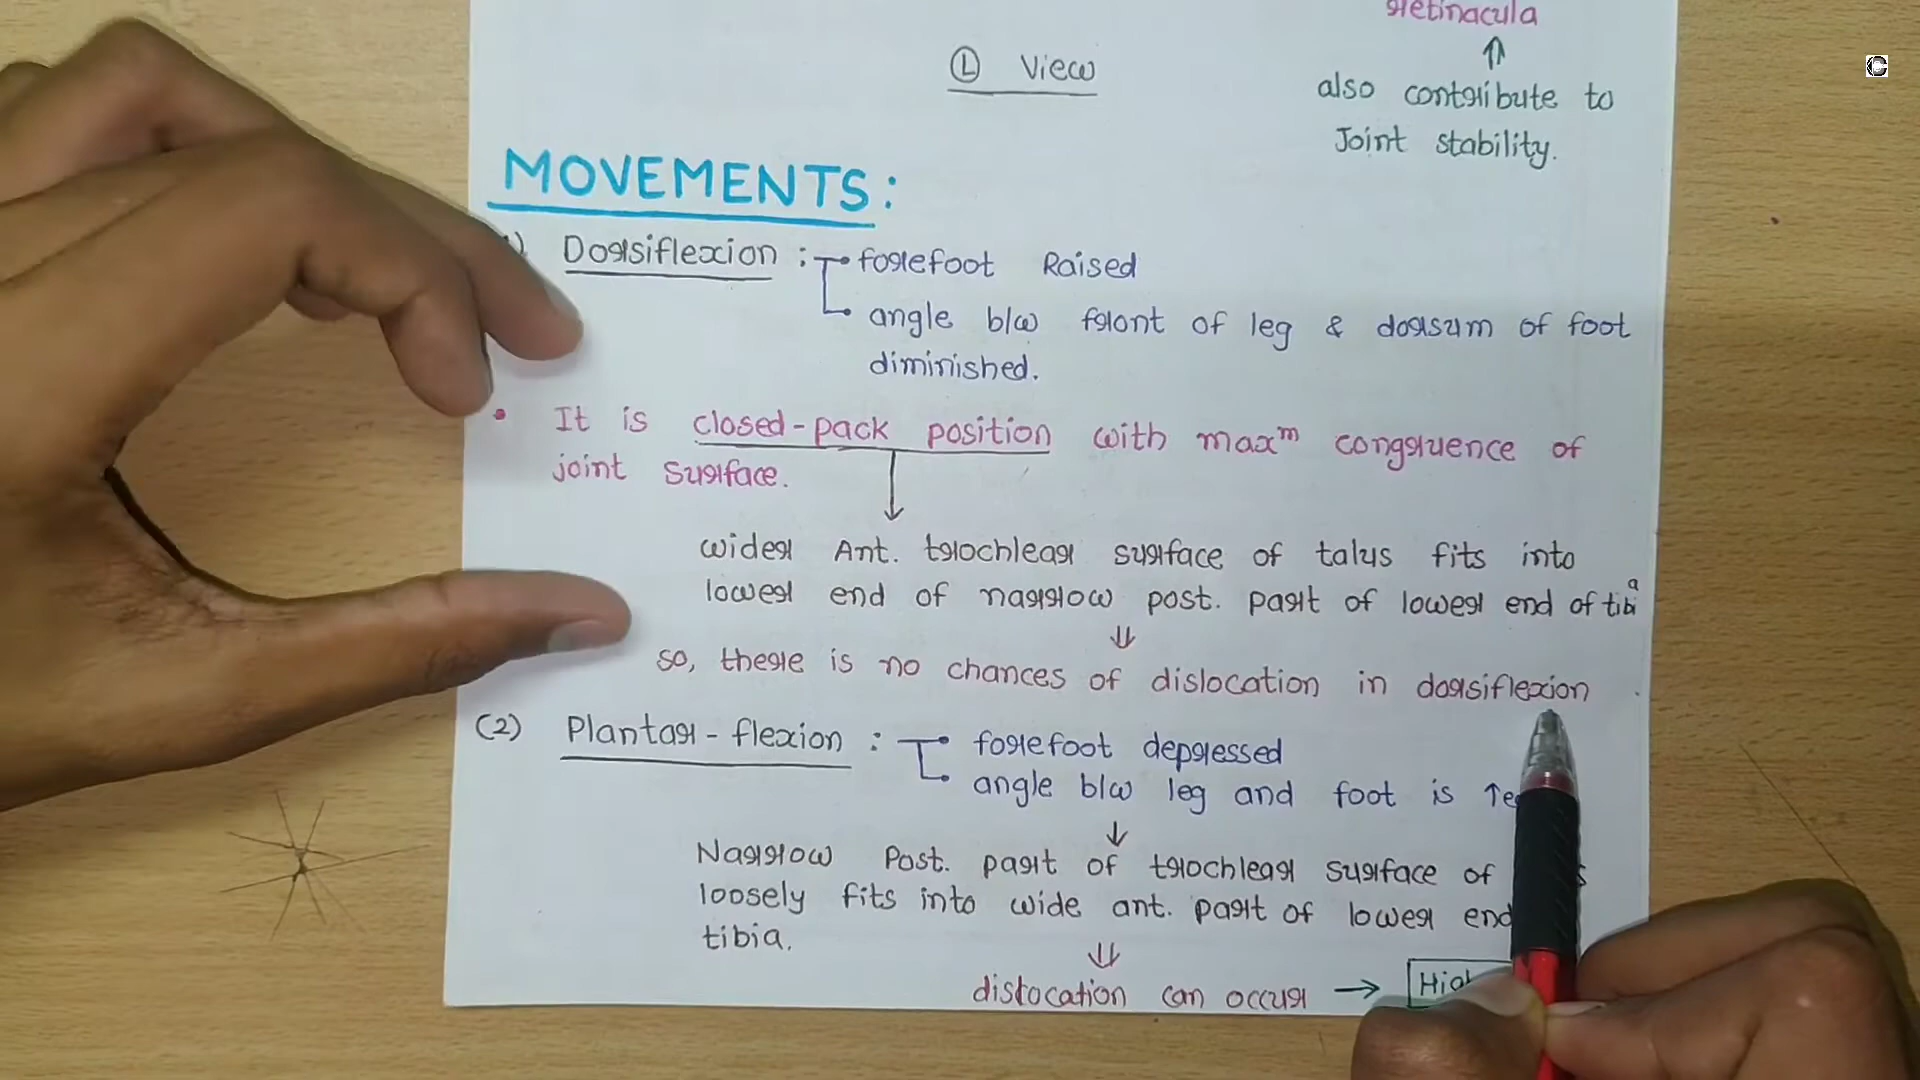 retinacula
Ⓛ View
also contribute to
Joint stability.
MOVEMENTS:
Dorsiflexion : forefoot Raised
angle b/w front of leg & dorsum of foot
diminished.
• It is closed-pack position with maxᵐ congruence of
joint surface.
wider Ant. trochlear surface of talus fits into
lower end of narrow post. part of lower end of tibia
so, there is no chances of dislocation in dorsiflexion
(2) Plantar-flexion : forefoot depressed
angle b/w leg and foot is
Narrow Post. part of trochlear surface of
loosely fits into wide ant. part of lower end
tibia.
dislocation can occur →